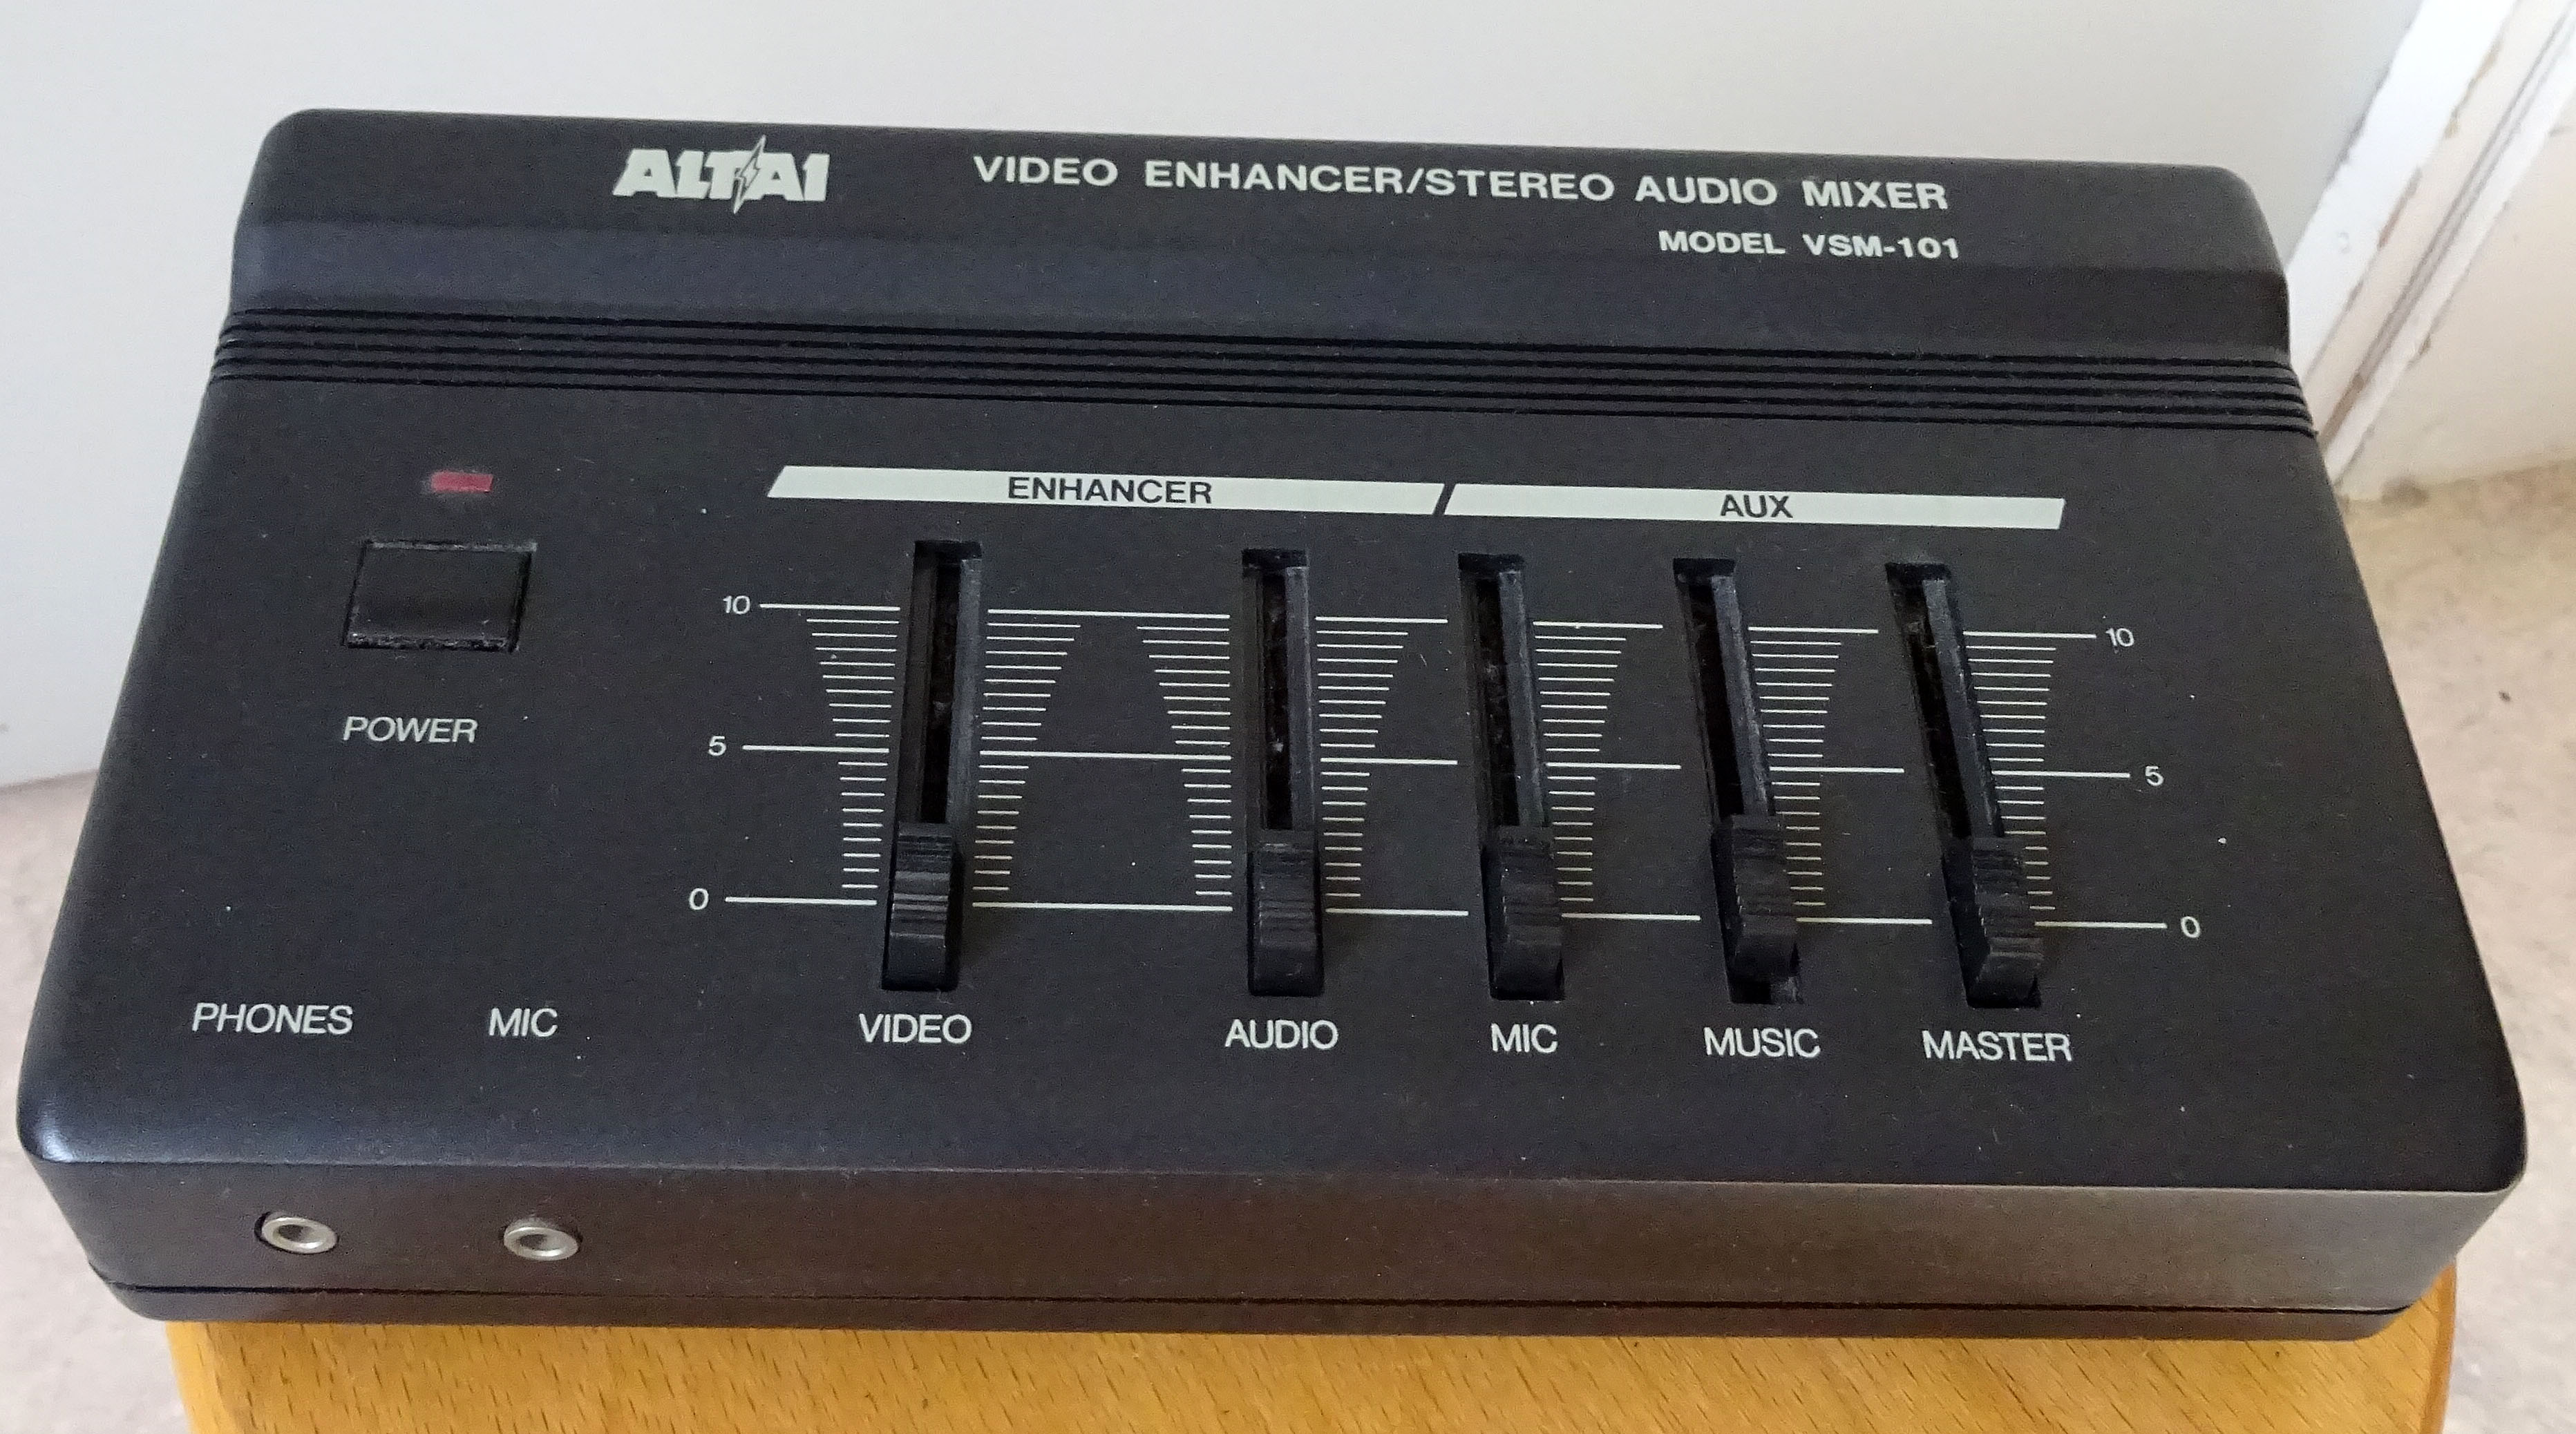 ALTAI
VIDEO ENHANCER/STEREO AUDIO MIXER
MODEL VSM-101
ENHANCER
AUX
10
10
POWER
5
5
0
0
PHONES
MIC
VIDEO
AUDIO
MIC
MUSIC
MASTER